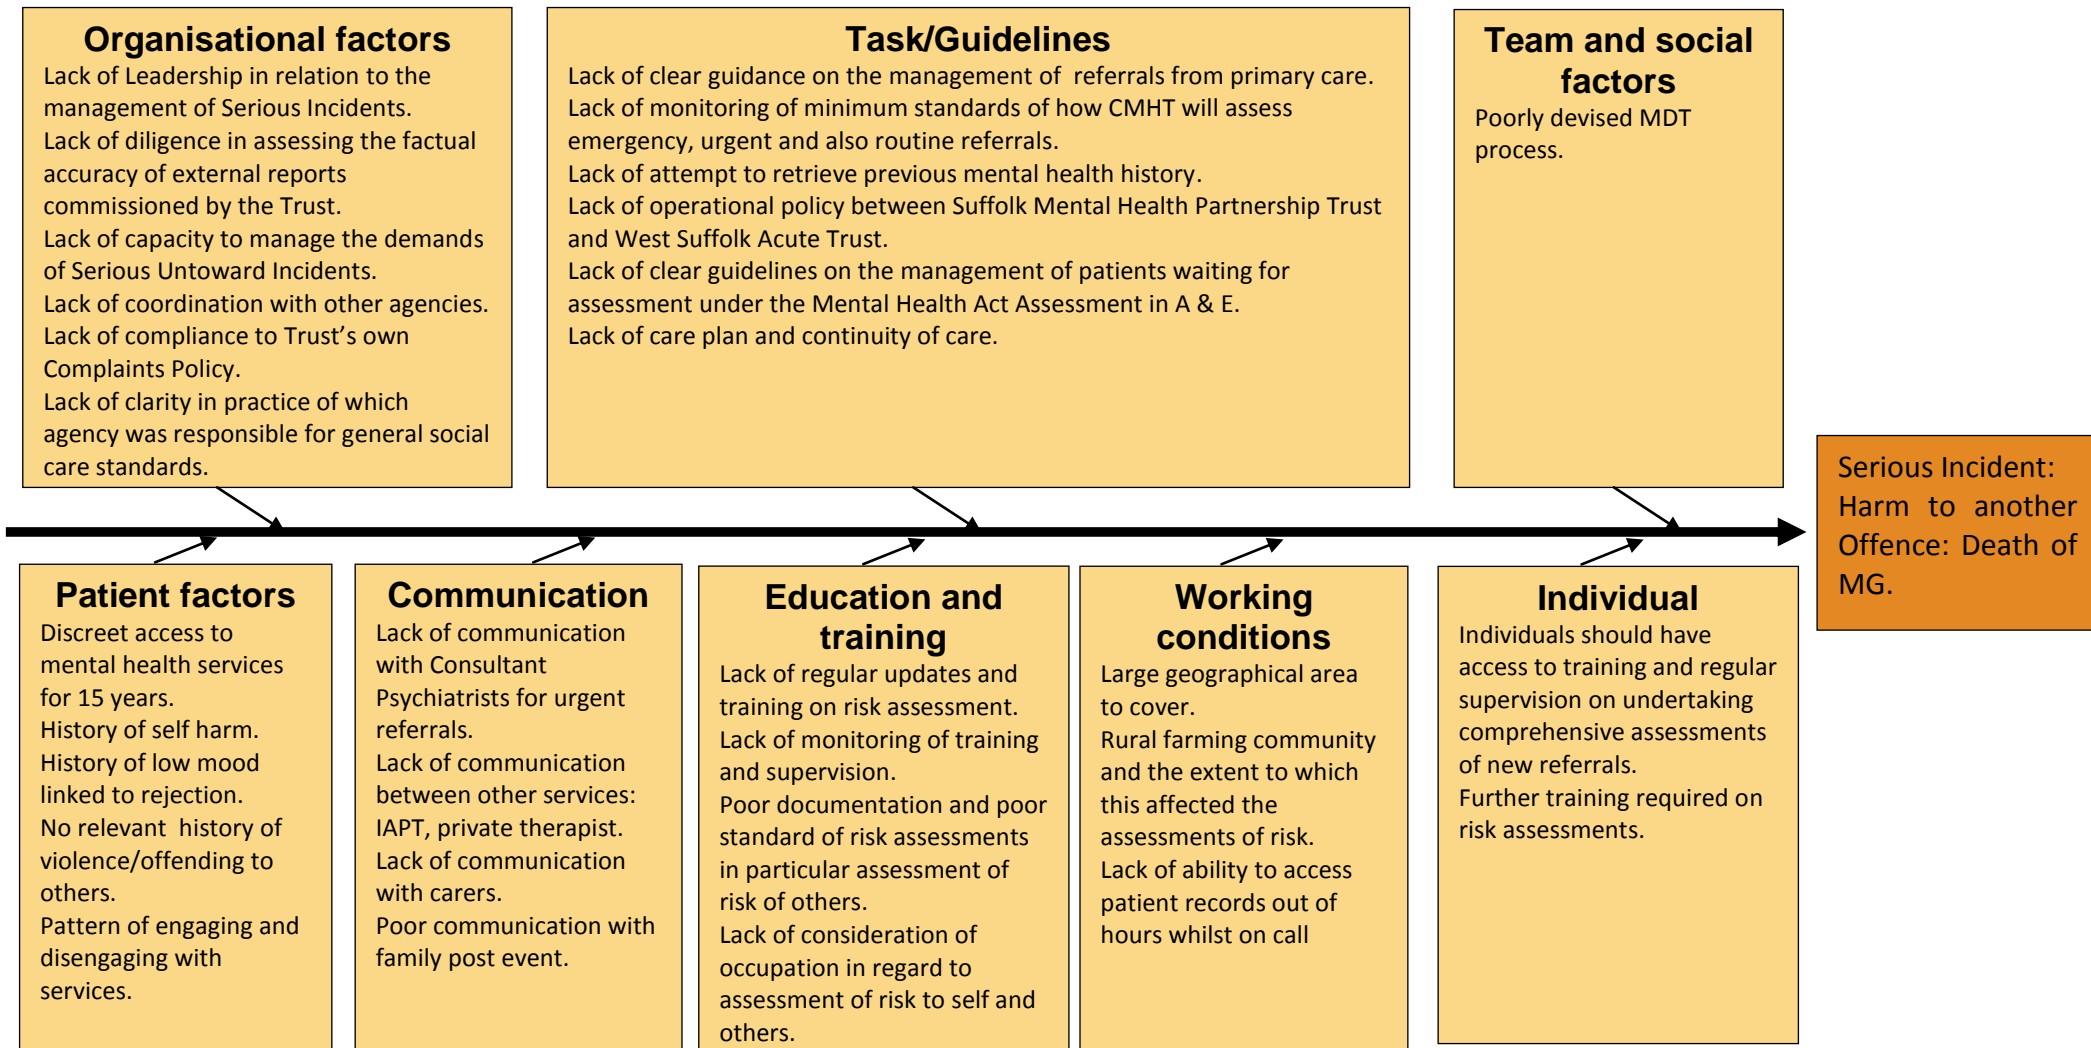 Organisational factors
Lack of Leadership in relation to the
management of Serious Incidents.
Lack of diligence in assessing the factual
accuracy of external reports
commissioned by the Trust.
Lack of capacity to manage the demands
of Serious Untoward Incidents.
Lack of coordination with other agencies.
Lack of compliance to Trust’s own
Complaints Policy.
Lack of clarity in practice of which
agency was responsible for general social
care standards.
Task/Guidelines
Lack of clear guidance on the management of  referrals from primary care.
Lack of monitoring of minimum standards of how CMHT will assess
emergency, urgent and also routine referrals.
Lack of attempt to retrieve previous mental health history.
Lack of operational policy between Suffolk Mental Health Partnership Trust
and West Suffolk Acute Trust.
Lack of clear guidelines on the management of patients waiting for
assessment under the Mental Health Act Assessment in A & E.
Lack of care plan and continuity of care.
Team and social
factors
Poorly devised MDT
process.
Serious Incident:
Harm to another
Offence: Death of
MG.
Patient factors
Discreet access to
mental health services
for 15 years.
History of self harm.
History of low mood
linked to rejection.
No relevant  history of
violence/offending to
others.
Pattern of engaging and
disengaging with
services.
Communication
Lack of communication
with Consultant
Psychiatrists for urgent
referrals.
Lack of communication
between other services:
IAPT, private therapist.
Lack of communication
with carers.
Poor communication with
family post event.
Education and
training
Lack of regular updates and
training on risk assessment.
Lack of monitoring of training
and supervision.
Poor documentation and poor
standard of risk assessments
in particular assessment of
risk of others.
Lack of consideration of
occupation in regard to
assessment of risk to self and
others.
Working
conditions
Large geographical area
to cover.
Rural farming community
and the extent to which
this affected the
assessments of risk.
Lack of ability to access
patient records out of
hours whilst on call
Individual
Individuals should have
access to training and regular
supervision on undertaking
comprehensive assessments
of new referrals.
Further training required on
risk assessments.